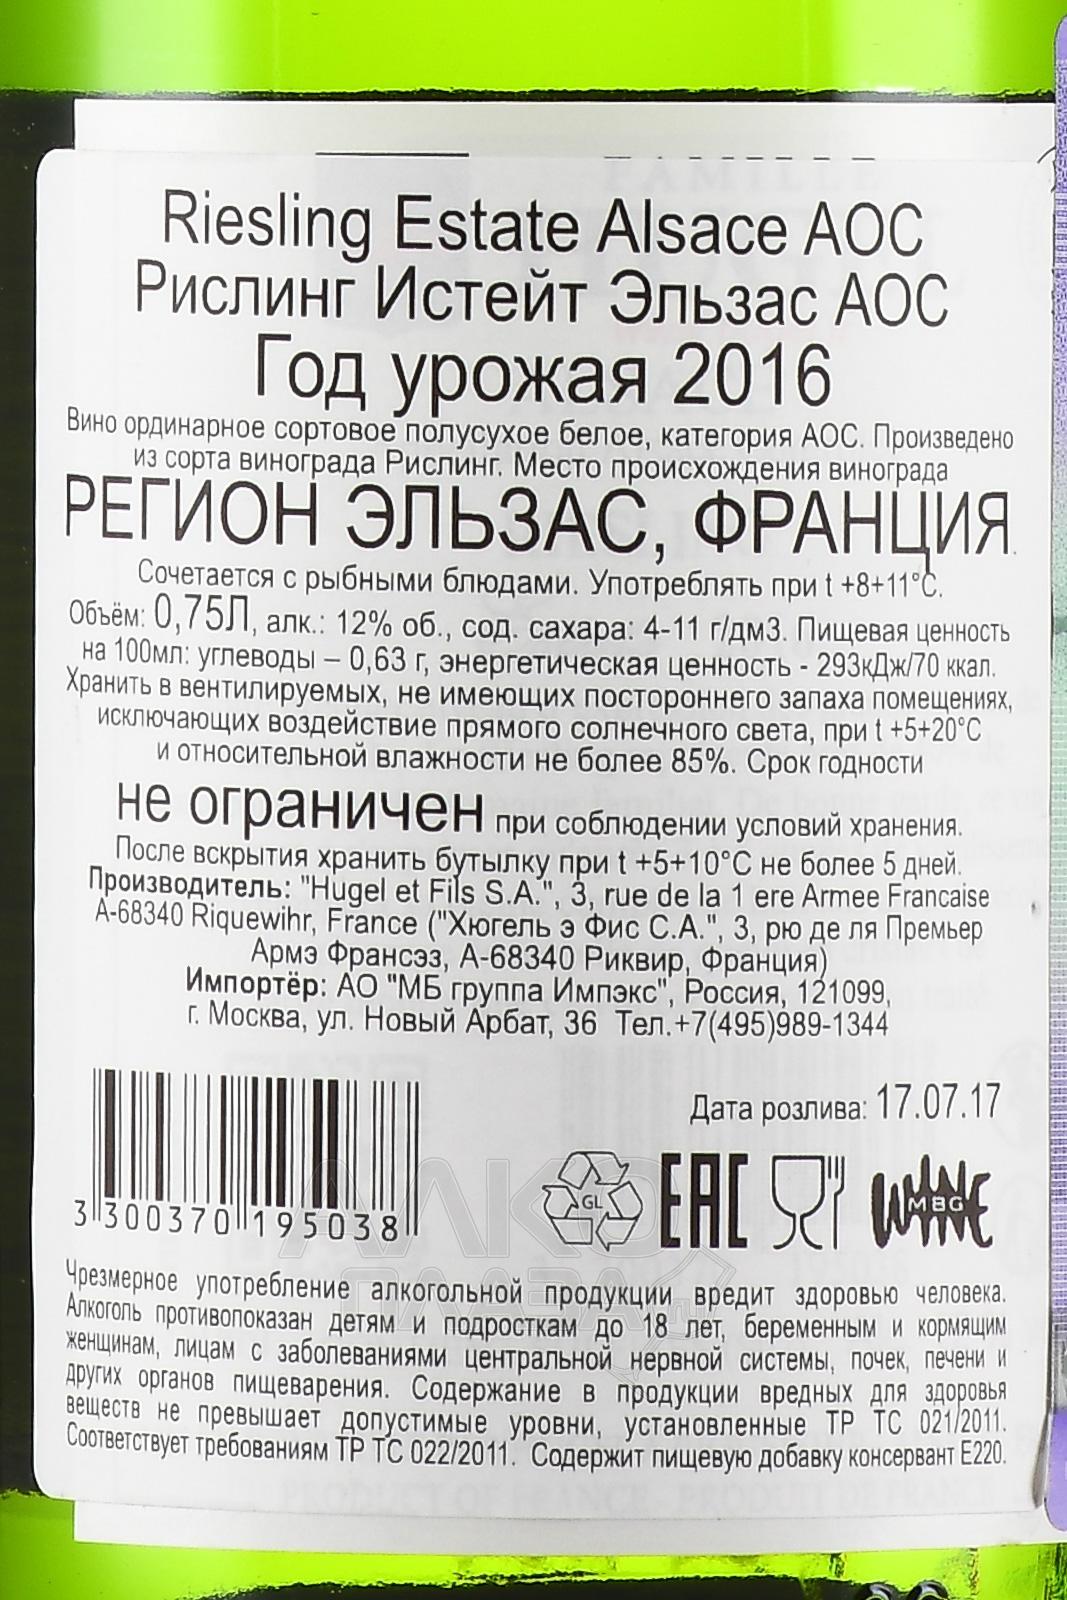 Riesling Estate Alsace AOC
Рислинг Истейт Эльзас АОС
Год урожая 2016
Вино ординарное сортовое полусухое белое, категория АОС. Произведено
из сорта винограда Рислинг. Место происхождения винограда
РЕГИОН ЭЛЬЗАС, ФРАНЦИЯ.
Сочетается с рыбными блюдами. Употреблять при t +8+11°C.
Объём: 0,75Л, алк.: 12% об., сод. сахара: 4-11 г/дм3. Пищевая ценность
на 100мл: углеводы – 0,63 г, энергетическая ценность - 293кДж/70 ккал.
Хранить в вентилируемых, не имеющих постороннего запаха помещениях,
исключающих воздействие прямого солнечного света, при t +5+20°C
и относительной влажности не более 85%. Срок годности
не ограничен при соблюдении условий хранения.
После вскрытия хранить бутылку при t +5+10°C не более 5 дней.
Производитель: "Hugel et Fils S.A.", 3, rue de la 1 ere Armee Francaise
A-68340 Riquewihr, France ("Хюгель э Фис С.А.", 3, рю де ля Премьер
Армэ Франсэз, А-68340 Риквир, Франция)
Импортёр: АО "МБ группа Импэкс", Россия, 121099,
г. Москва, ул. Новый Арбат, 36 Тел.+7(495)989-1344
Дата розлива: 17.07.17
3 300370 195038
GL
EAC
WINE
MBG
АЛКО
ПЛАЗА
Чрезмерное употребление алкогольной продукции вредит здоровью человека.
Алкоголь противопоказан детям и подросткам до 18 лет, беременным и кормящим
женщинам, лицам с заболеваниями центральной нервной системы, почек, печени и
других органов пищеварения. Содержание в продукции вредных для здоровья
веществ не превышает допустимые уровни, установленные ТР ТС 021/2011.
Соответствует требованиям ТР ТС 022/2011. Содержит пищевую добавку консервант Е220.